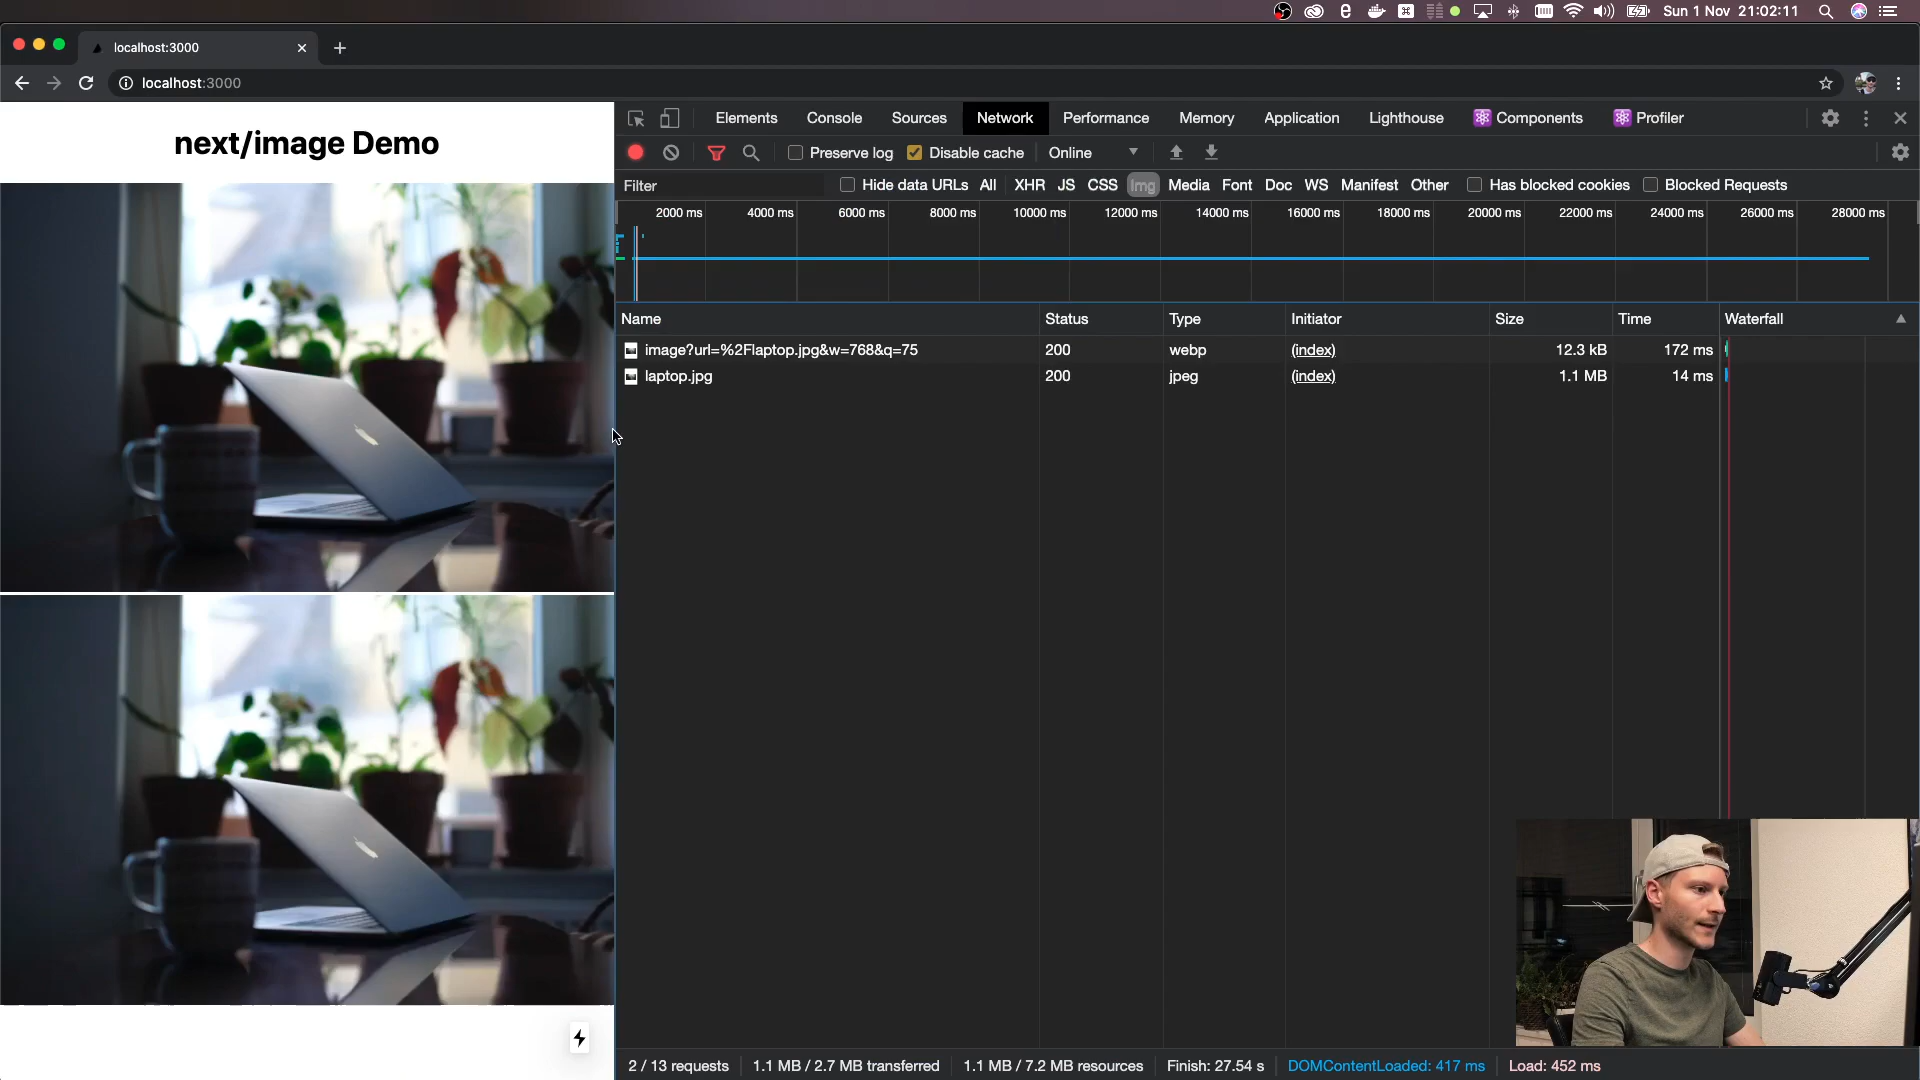 Sun 1 Nov 21:02:11
localhost:3000
localhost:3000
next/image Demo
Elements Console Sources Network Performance Memory Application Lighthouse Components Profiler
Preserve log Disable cache Online
Filter Hide data URLs All XHR JS CSS Img Media Font Doc WS Manifest Other Has blocked cookies Blocked Requests
2000 ms 4000 ms 6000 ms 8000 ms 10000 ms 12000 ms 14000 ms 16000 ms 18000 ms 20000 ms 22000 ms 24000 ms 26000 ms 28000 ms
Name Status Type Initiator Size Time Waterfall
image?url=%2Flaptop.jpg&w=768&q=75 200 webp (index) 12.3 kB 172 ms
laptop.jpg 200 jpeg (index) 1.1 MB 14 ms
2 / 13 requests 1.1 MB / 2.7 MB transferred 1.1 MB / 7.2 MB resources Finish: 27.54 s DOMContentLoaded: 417 ms Load: 452 ms